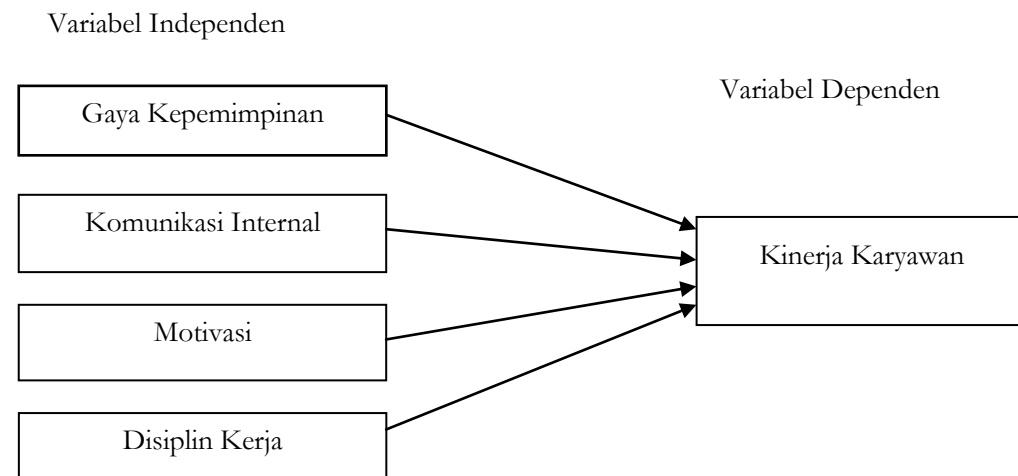 Variabel Independen
Variabel Dependen
Gaya Kepemimpinan
Komunikasi Internal
Kinerja Karyawan
Motivasi
Disiplin Kerja